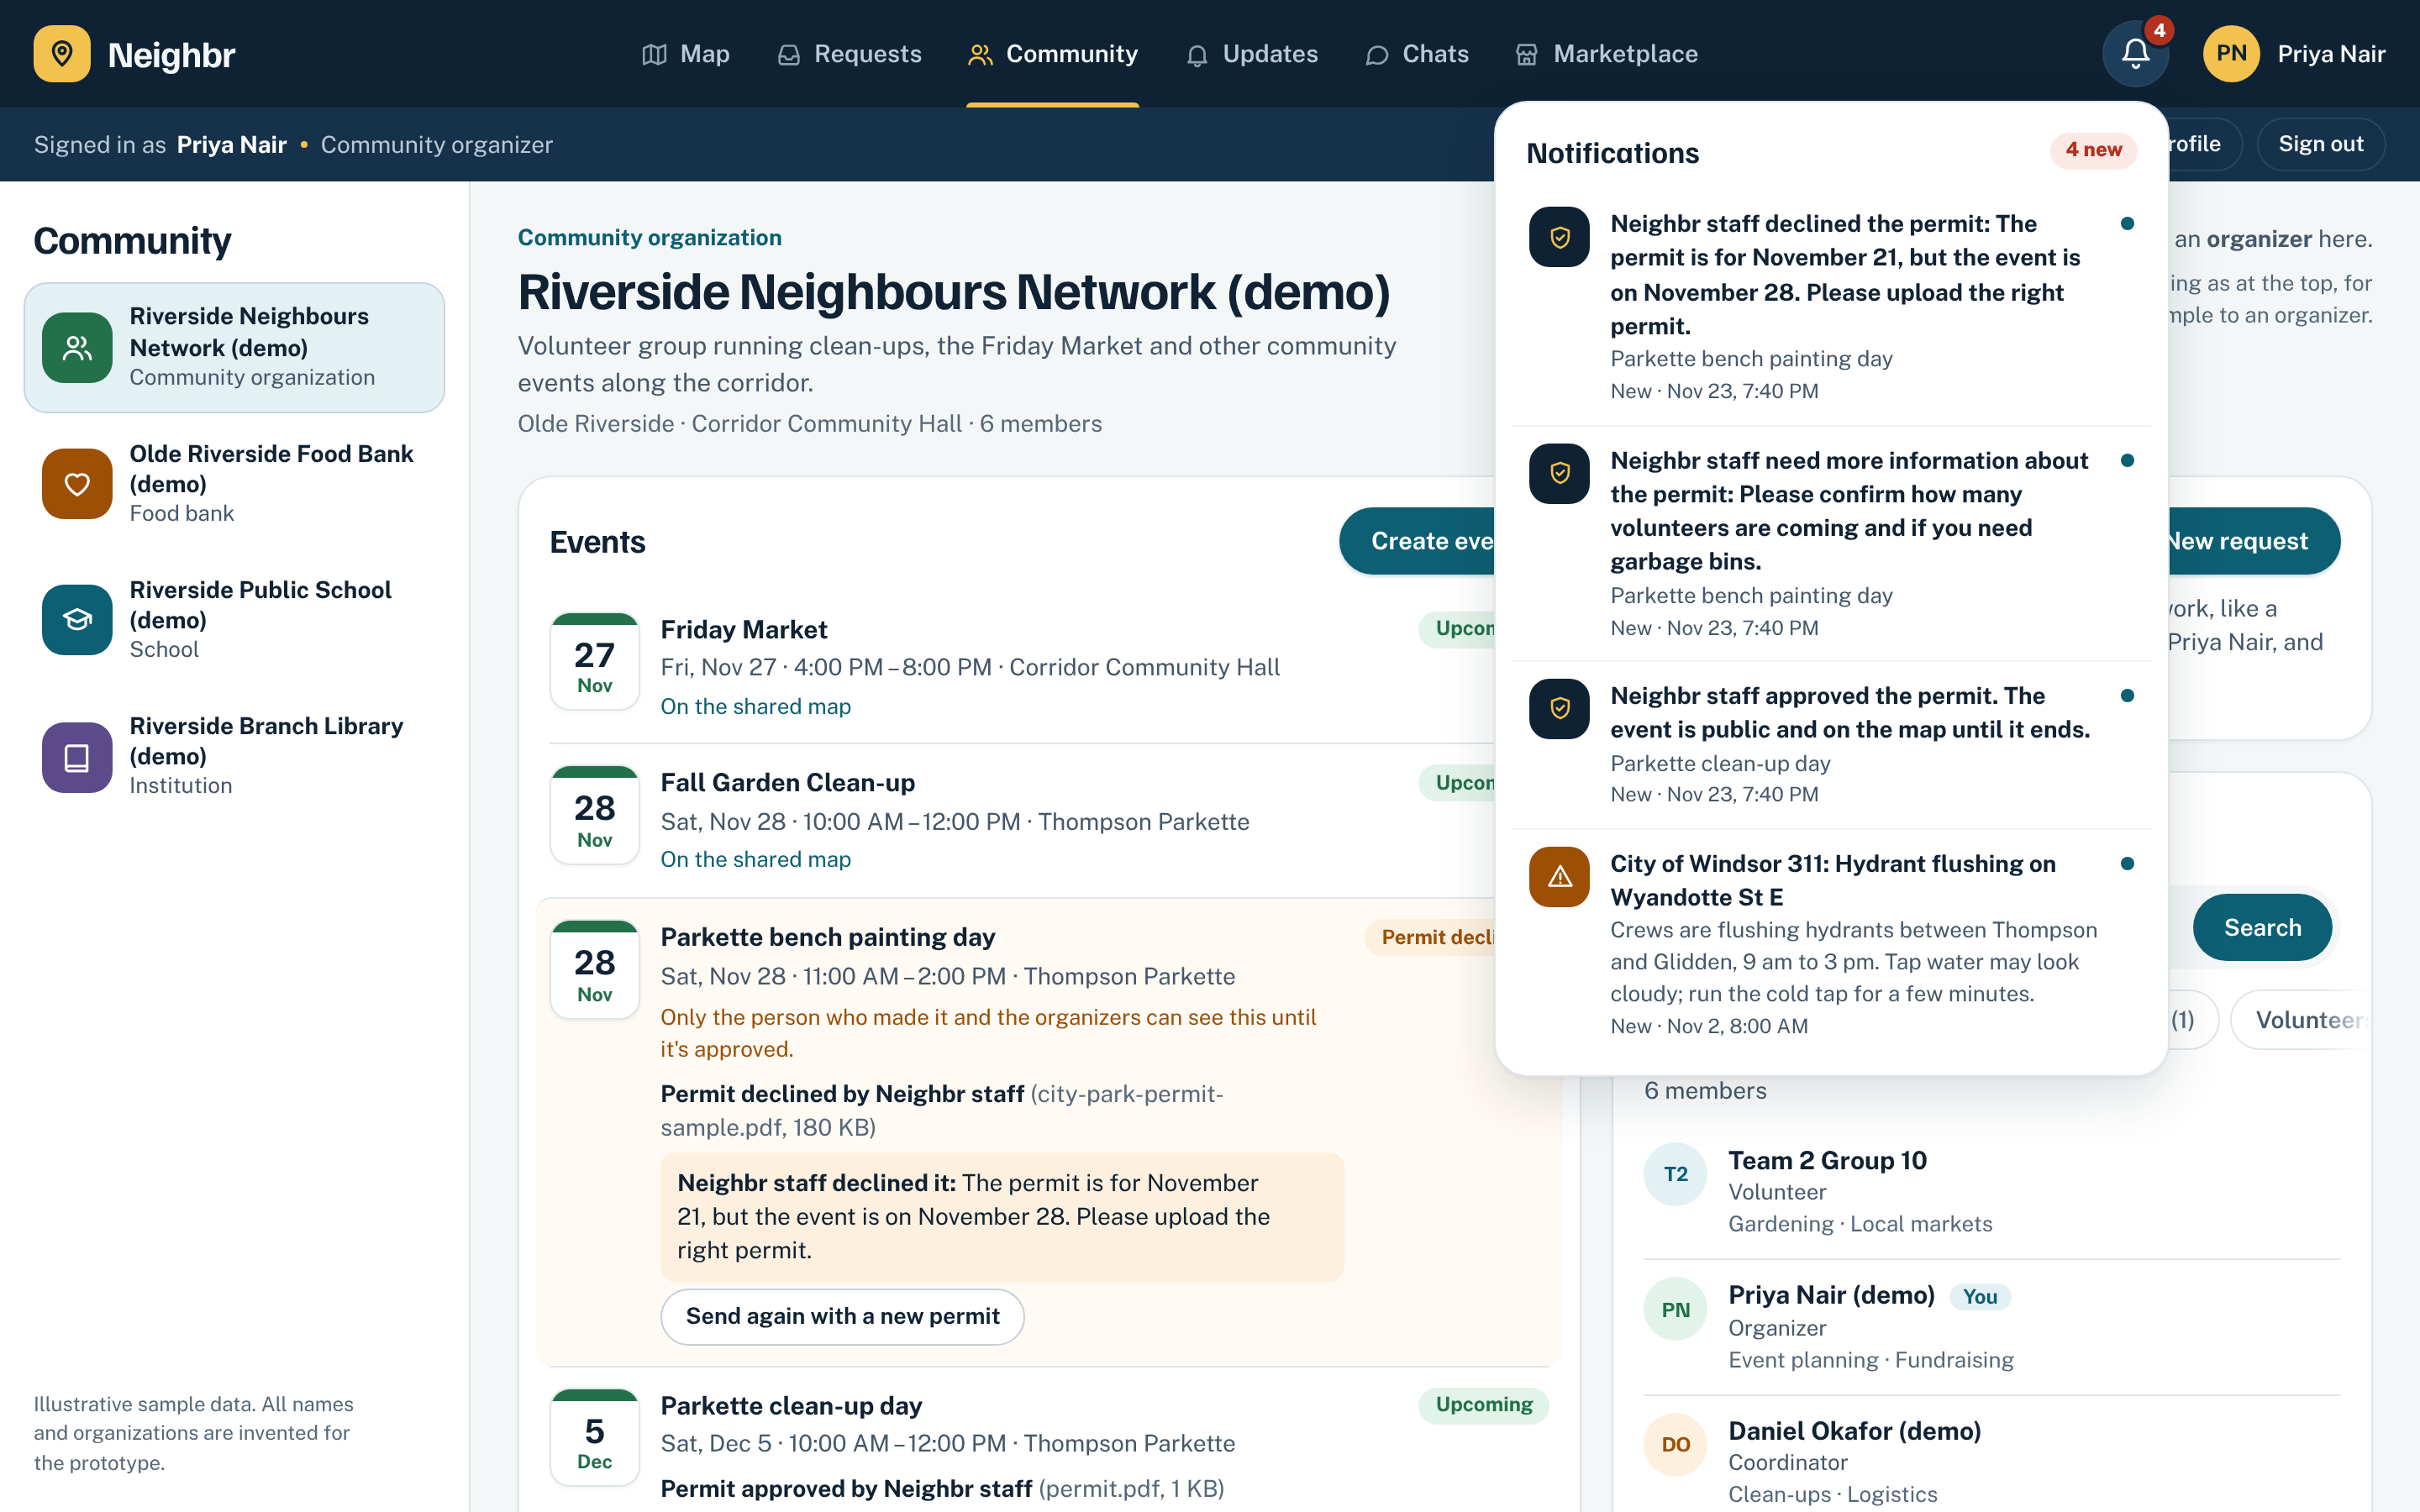 Neighbr
Map
Requests
Community
Updates
Chats
Marketplace
4
PN
Priya Nair
Signed in as Priya Nair • Community organizer
Sign out
Community
Riverside Neighbours
Network (demo)
Community organization
Olde Riverside Food Bank
(demo)
Food bank
Riverside Public School
(demo)
School
Riverside Branch Library
(demo)
Institution
Illustrative sample data. All names
and organizations are invented for
the prototype.
Community organization
Riverside Neighbours Network (demo)
Volunteer group running clean-ups, the Friday Market and other community
events along the corridor.
Olde Riverside · Corridor Community Hall · 6 members
an organizer here.
ing as at the top, for
to an organizer.
Events
Create
27
Nov
Friday Market
Fri, Nov 27 · 4:00 PM – 8:00 PM · Corridor Community Hall
On the shared map
28
Nov
Fall Garden Clean-up
Sat, Nov 28 · 10:00 AM – 12:00 PM · Thompson Parkette
On the shared map
28
Nov
Parkette bench painting day
Permit
Sat, Nov 28 · 11:00 AM – 2:00 PM · Thompson Parkette
Only the person who made it and the organizers can see this until
it's approved.
Permit declined by Neighbr staff (city-park-permit-
sample.pdf, 180 KB)
Neighbr staff declined it: The permit is for November
21, but the event is on November 28. Please upload the
right permit.
Send again with a new permit
5
Dec
Parkette clean-up day
Upcoming
Sat, Dec 5 · 10:00 AM – 12:00 PM · Thompson Parkette
Permit approved by Neighbr staff (permit.pdf, 1 KB)
Notifications
4 new
Neighbr staff declined the permit: The
permit is for November 21, but the event is
on November 28. Please upload the right
permit.
Parkette bench painting day
New · Nov 23, 7:40 PM
Neighbr staff need more information about
the permit: Please confirm how many
volunteers are coming and if you need
garbage bins.
Parkette bench painting day
New · Nov 23, 7:40 PM
Neighbr staff approved the permit. The
event is public and on the map until it ends.
Parkette clean-up day
New · Nov 23, 7:40 PM
City of Windsor 311: Hydrant flushing on
Wyandotte St E
Crews are flushing hydrants between Thompson
and Glidden, 9 am to 3 pm. Tap water may look
cloudy; run the cold tap for a few minutes.
New · Nov 2, 8:00 AM
New request
like a
Priya Nair, and
Search
(1)
Volunteers
6 members
T2
Team 2 Group 10
Volunteer
Gardening · Local markets
PN
Priya Nair (demo)
You
Organizer
Event planning · Fundraising
DO
Daniel Okafor (demo)
Coordinator
Clean-ups · Logistics